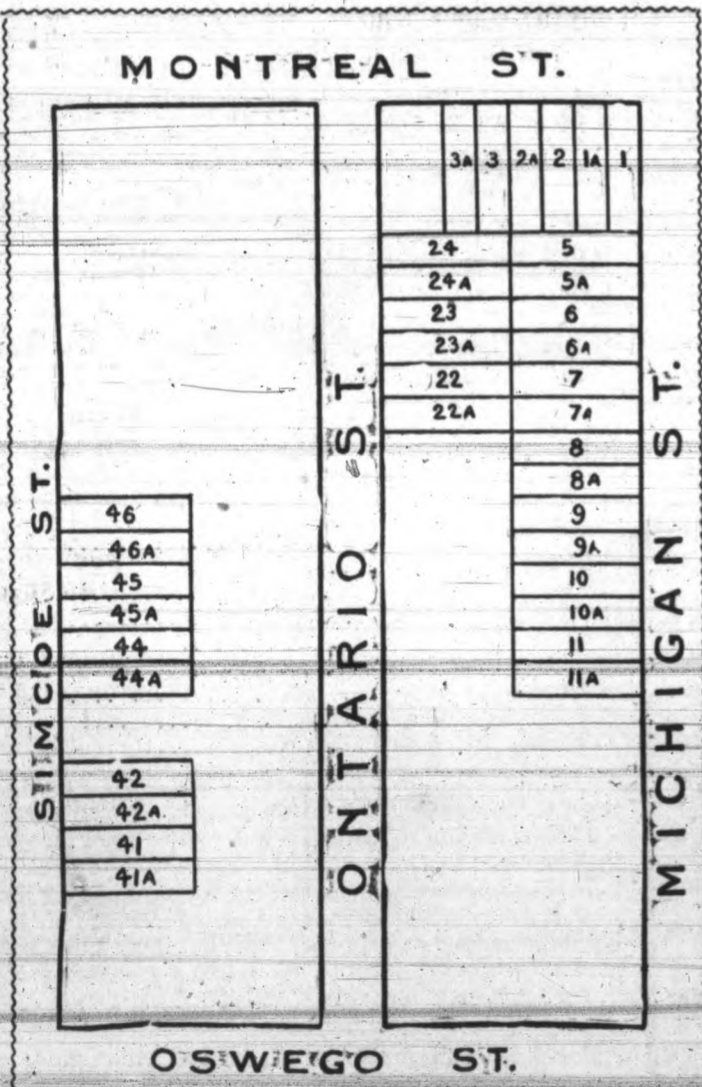 MONTREAL ST.
3A 3 2A 2 1A 1
24 5
24A 5A
23 6
23A 6A
22 7
22A 7A
8
8A
9
9A
10
10A
11
11A
46
46A
45
45A
44
44A
42
42A
41
41A
SIMCOE ST.
ONTARIO ST.
MICHIGAN ST.
OSWEGO ST.